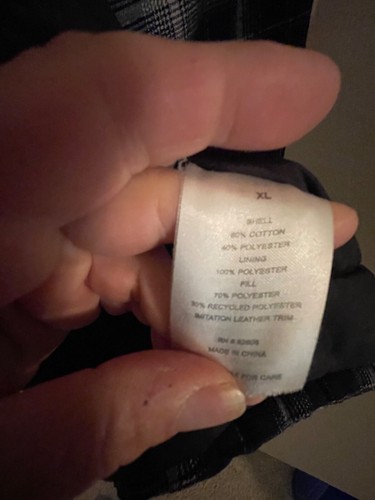 XL
SHELL
60% COTTON
40% POLYESTER
LINING
100% POLYESTER
FILL
70% POLYESTER
30% RECYCLED POLYESTER
IMITATION LEATHER TRIM
RN #
MADE IN CHINA
FOR CARE